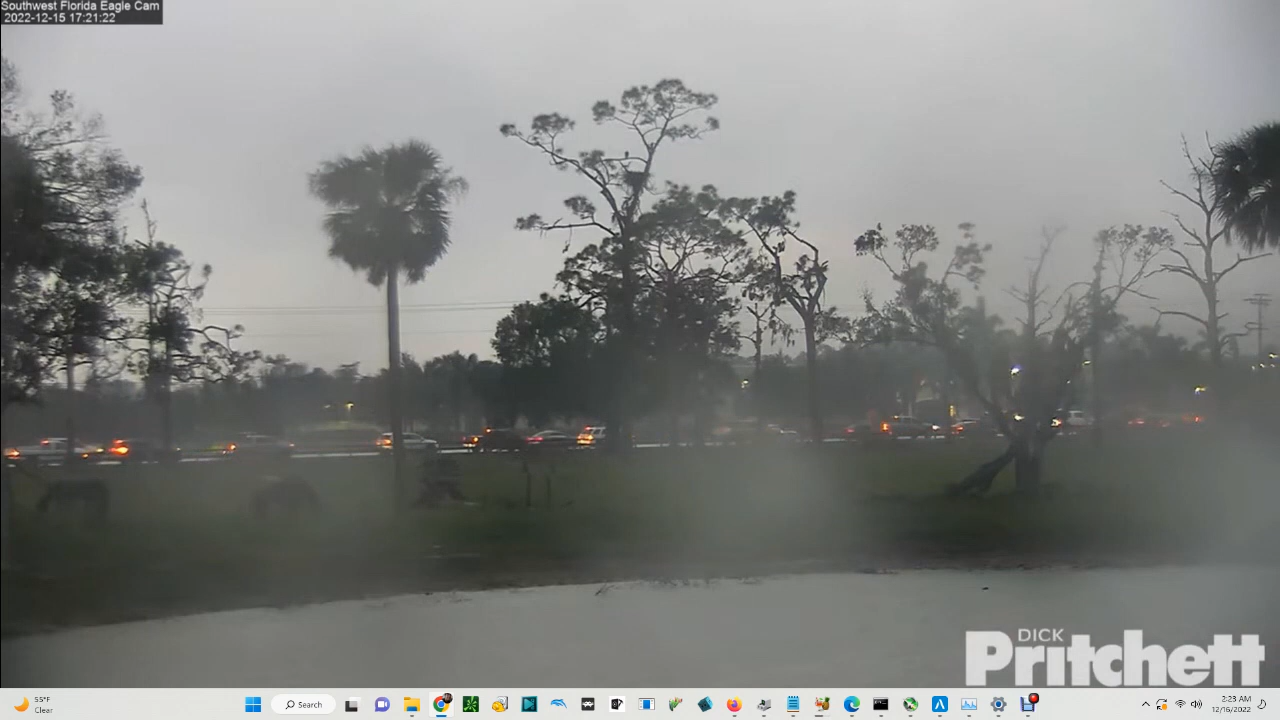 Southwest Florida Eagle Cam
2022-12-15 17:21:22
DICK
Pritchett
55°F
Clear
Search
2:23 AM
12/16/2022